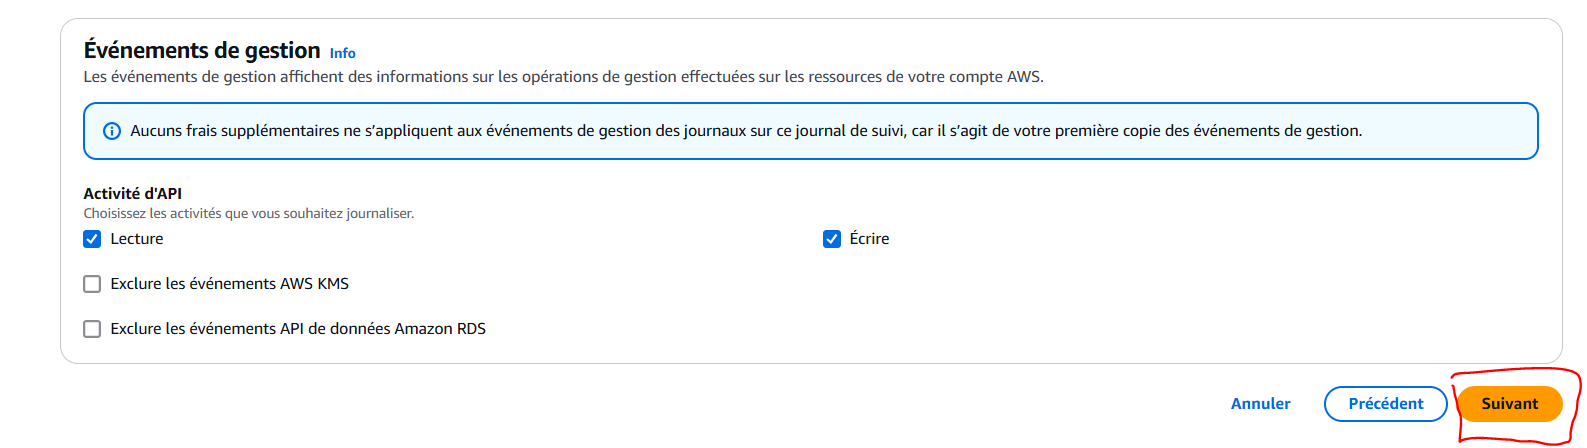 Événements de gestion Info
Les événements de gestion affichent des informations sur les opérations de gestion effectuées sur les ressources de votre compte AWS.
Aucuns frais supplémentaires ne s’appliquent aux événements de gestion des journaux sur ce journal de suivi, car il s’agit de votre première copie des événements de gestion.
Activité d'API
Choisissez les activités que vous souhaitez journaliser.
Lecture Écrire
Exclure les événements AWS KMS
Exclure les événements API de données Amazon RDS
Annuler Précédent Suivant